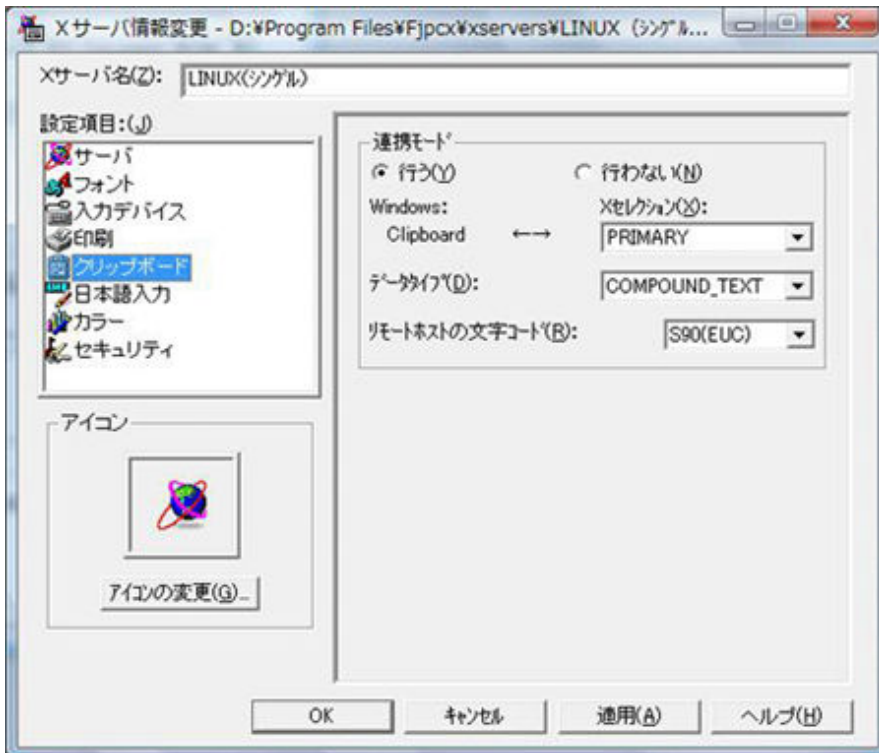 Xサーバ情報変更 - D:¥Program Files¥Fjpcx¥xservers¥LINUX (シングル...
Xサーバ名(Z): LINUX(シングル)
設定項目:(J)
サーバ
フォント
入力デバイス
印刷
クリップボード
日本語入力
カラー
セキュリティ
アイコン
アイコンの変更(G)...
連携モード
行う(Y) 行わない(N)
Windows: Xセレクション(X):
Clipboard ←→ PRIMARY
データタイプ(D): COMPOUND_TEXT
リモートホストの文字コード(R): S90(EUC)
OK キャンセル 適用(A) ヘルプ(H)